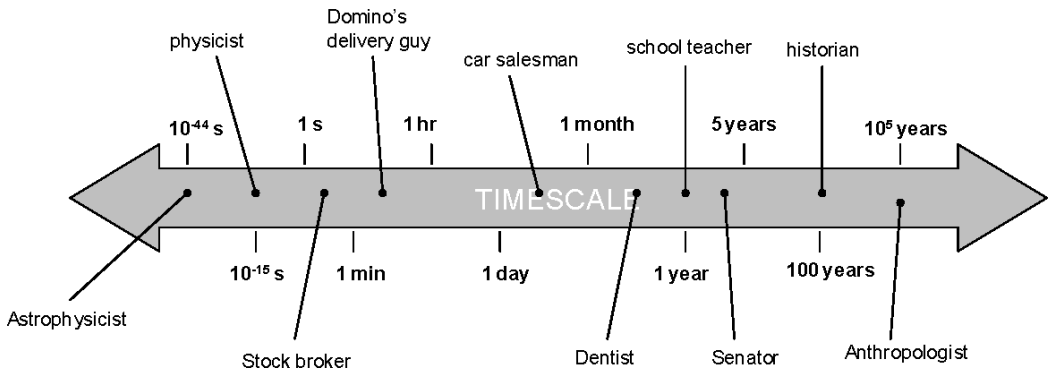 Domino's
delivery guy
physicist
car salesman
school teacher
historian
10⁻⁴⁴ s
1 s
1 hr
1 month
5 years
10⁵ years
TIMESCALE
10⁻¹⁵ s
1 min
1 day
1 year
100 years
Astrophysicist
Stock broker
Dentist
Senator
Anthropologist